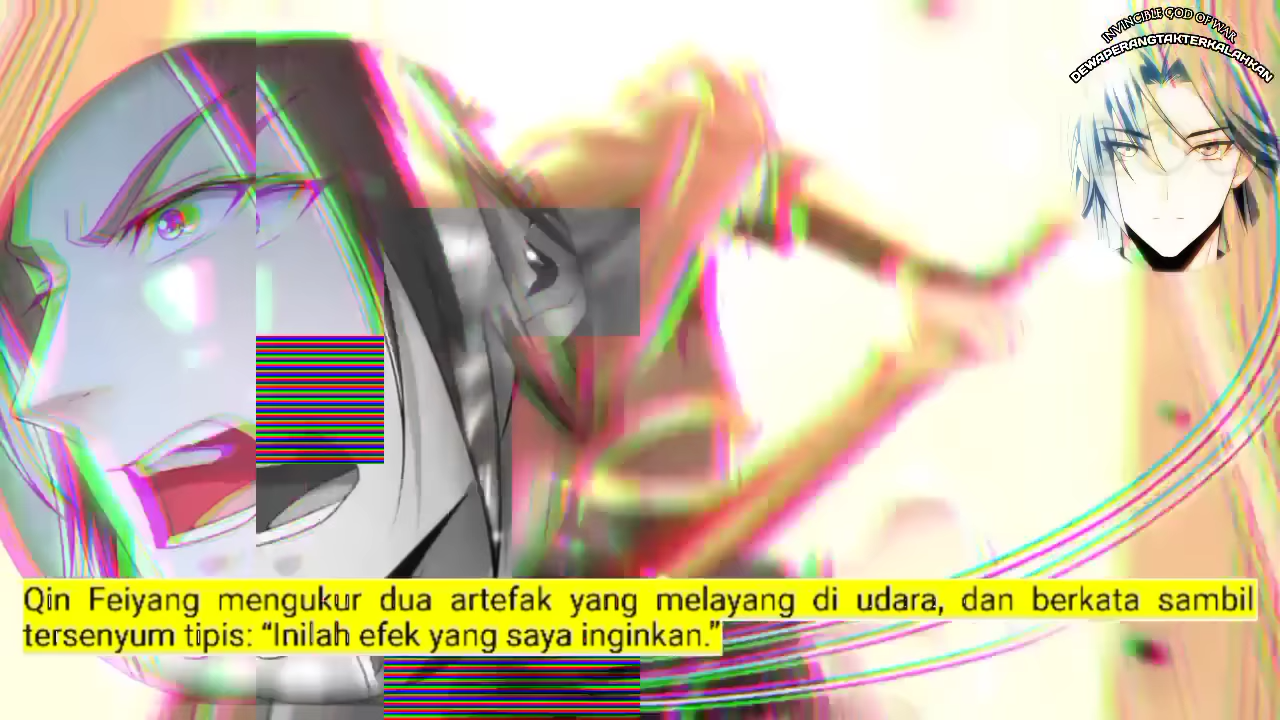 INVINCIBLE GOD OF WAR
DEWAPERANGTAKTERKALAHKAN
Qin Feiyang mengukur dua artefak yang melayang di udara, dan berkata sambil
tersenyum tipis: “Inilah efek yang saya inginkan.”